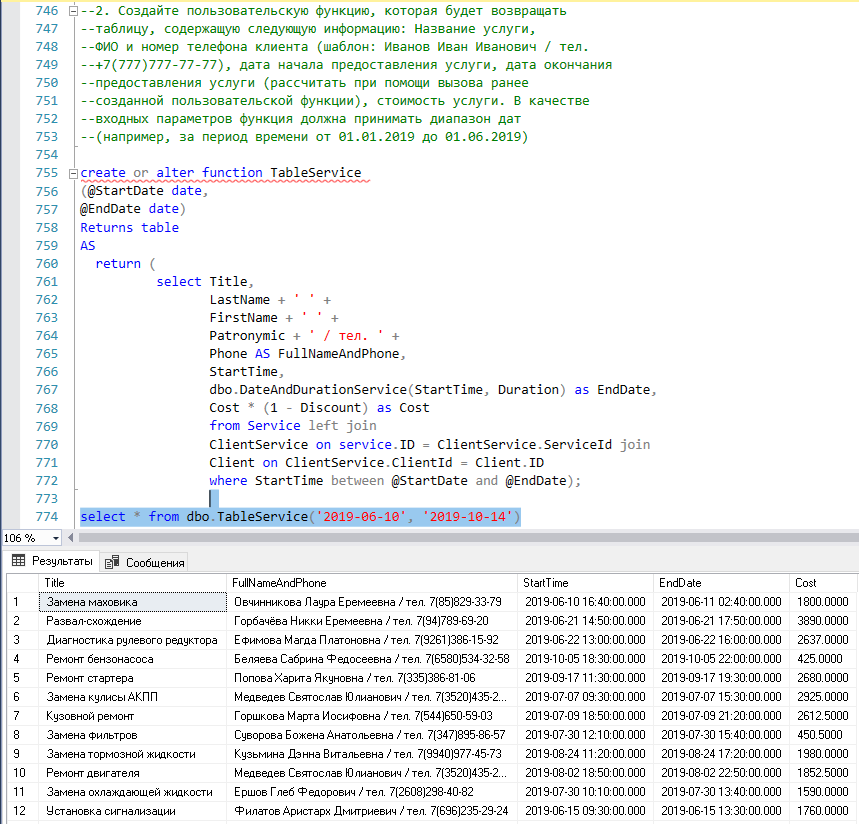 746 --2. Создайте пользовательскую функцию, которая будет возвращать
747 --таблицу, содержащую следующую информацию: Название услуги,
748 --ФИО и номер телефона клиента (шаблон: Иванов Иван Иванович / тел.
749 --+7(777)777-77-77), дата начала предоставления услуги, дата окончания
750 --предоставления услуги (рассчитать при помощи вызова ранее
751 --созданной пользовательской функции), стоимость услуги. В качестве
752 --входных параметров функция должна принимать диапазон дат
753 --(например, за период времени от 01.01.2019 до 01.06.2019)
754
755 create or alter function TableService
756 (@StartDate date,
757 @EndDate date)
758 Returns table
759 AS
760 return (
761 select Title,
762 LastName + ' ' +
763 FirstName + ' ' +
764 Patronymic + ' / тел. ' +
765 Phone AS FullNameAndPhone,
766 StartTime,
767 dbo.DateAndDurationService(StartTime, Duration) as EndDate,
768 Cost * (1 - Discount) as Cost
769 from Service left join
770 ClientService on service.ID = ClientService.ServiceId join
771 Client on ClientService.ClientId = Client.ID
772 where StartTime between @StartDate and @EndDate);
773
774 select * from dbo.TableService('2019-06-10', '2019-10-14')
106 %
Результаты Сообщения
Title FullNameAndPhone StartTime EndDate Cost
1 Замена маховика Овчинникова Лаура Еремеевна / тел. 7(85)829-33-79 2019-06-10 16:40:00.000 2019-06-11 02:40:00.000 1800.0000
2 Развал-схождение Горбачёва Никки Еремеевна / тел. 7(94)789-69-20 2019-06-21 14:50:00.000 2019-06-21 17:50:00.000 3890.0000
3 Диагностика рулевого редуктора Ефимова Магда Платоновна / тел. 7(9261)386-15-92 2019-06-22 13:00:00.000 2019-06-22 16:00:00.000 2637.0000
4 Ремонт бензонасоса Беляева Сабрина Федосеевна / тел. 7(6580)534-32-58 2019-10-05 18:30:00.000 2019-10-05 22:00:00.000 425.0000
5 Ремонт стартера Попова Харита Якуновна / тел. 7(335)386-81-06 2019-09-17 11:30:00.000 2019-09-17 19:30:00.000 2680.0000
6 Замена кулисы АКПП Медведев Святослав Юлианович / тел. 7(3520)435-2... 2019-07-07 09:30:00.000 2019-07-07 15:30:00.000 2925.0000
7 Кузовной ремонт Горшкова Марта Иосифовна / тел. 7(544)650-59-03 2019-07-09 18:50:00.000 2019-07-09 21:20:00.000 2612.5000
8 Замена фильтров Суворова Божена Анатольевна / тел. 7(347)895-86-57 2019-07-30 12:10:00.000 2019-07-30 15:40:00.000 450.5000
9 Замена тормозной жидкости Кузьмина Дэнна Витальевна / тел. 7(9940)977-45-73 2019-08-24 11:20:00.000 2019-08-24 17:20:00.000 1980.0000
10 Ремонт двигателя Медведев Святослав Юлианович / тел. 7(3520)435-2... 2019-08-02 18:50:00.000 2019-08-02 22:50:00.000 1852.5000
11 Замена охлаждающей жидкости Ершов Глеб Федорович / тел. 7(2608)298-40-82 2019-07-30 10:10:00.000 2019-07-30 13:40:00.000 1590.0000
12 Установка сигнализации Филатов Аристарх Дмитриевич / тел. 7(696)235-29-24 2019-06-15 09:30:00.000 2019-06-15 13:30:00.000 1760.0000